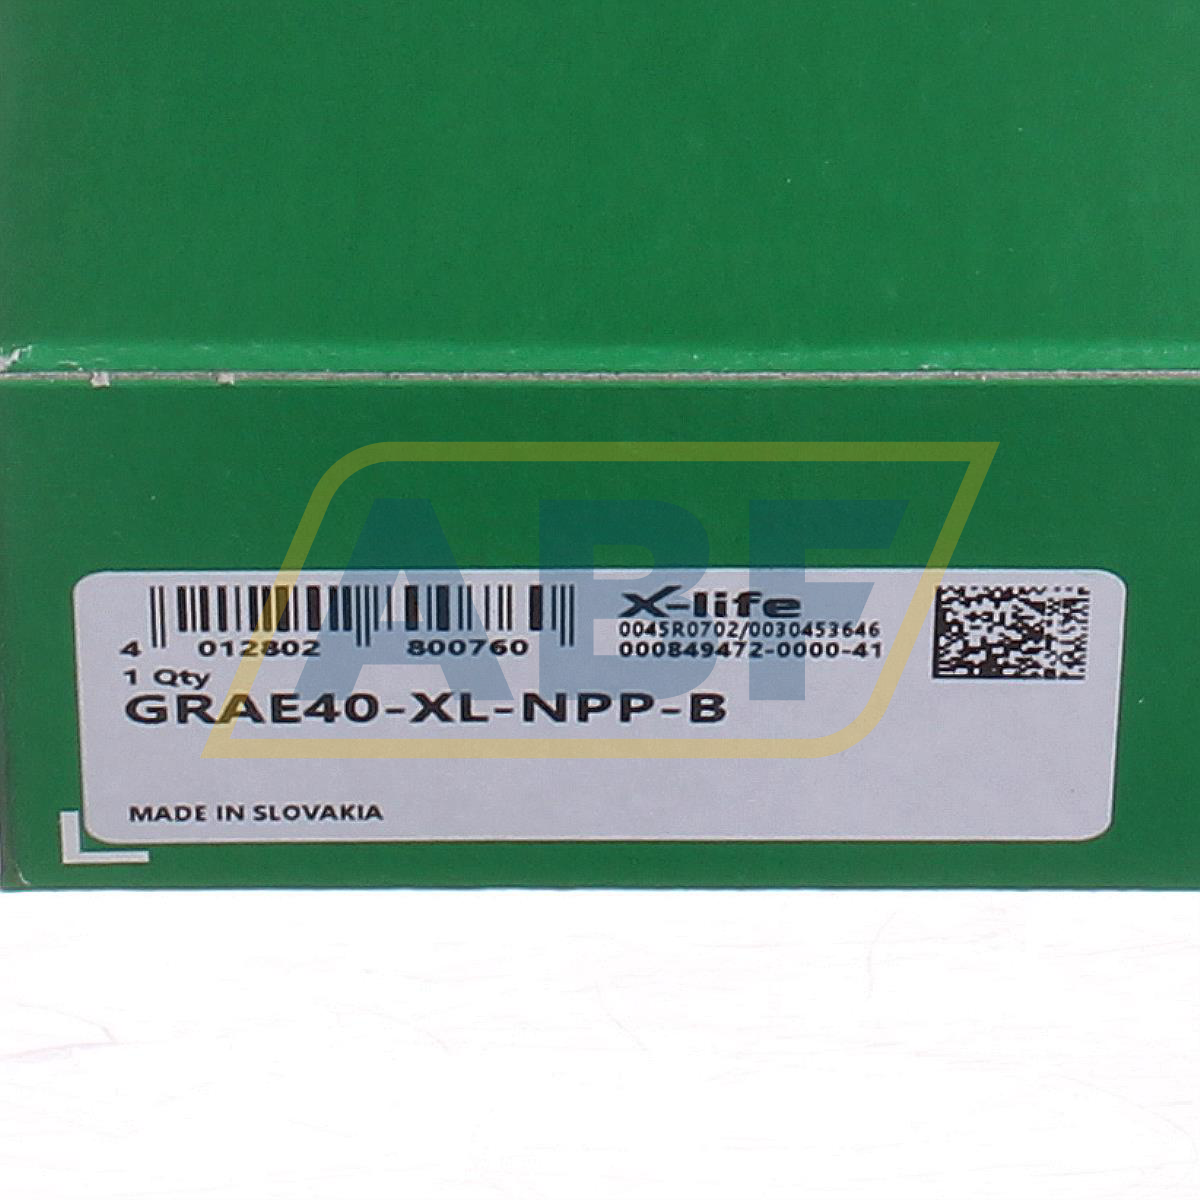 X-life
0045R0702/0030453646
000849472-0000-41
4 012802 800760
1 Qty
GRAE40-XL-NPP-B
MADE IN SLOVAKIA
ABF